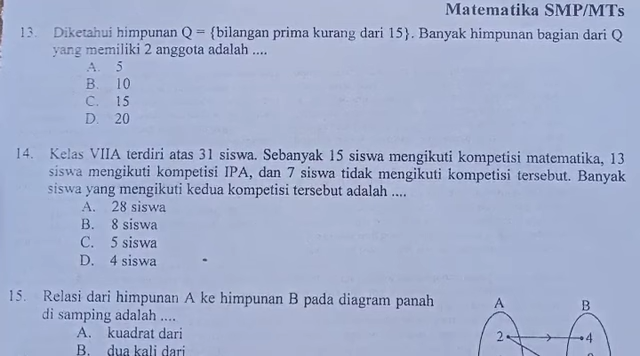 Matematika SMP/MTs
13. Diketahui himpunan Q = {bilangan prima kurang dari 15}. Banyak himpunan bagian dari Q
yang memiliki 2 anggota adalah ....
A. 5
B. 10
C. 15
D. 20
14. Kelas VIIA terdiri atas 31 siswa. Sebanyak 15 siswa mengikuti kompetisi matematika, 13
siswa mengikuti kompetisi IPA, dan 7 siswa tidak mengikuti kompetisi tersebut. Banyak
siswa yang mengikuti kedua kompetisi tersebut adalah ....
A. 28 siswa
B. 8 siswa
C. 5 siswa
D. 4 siswa
15. Relasi dari himpunan A ke himpunan B pada diagram panah
di samping adalah ....
A. kuadrat dari
B. dua kali dari
A B
2 4